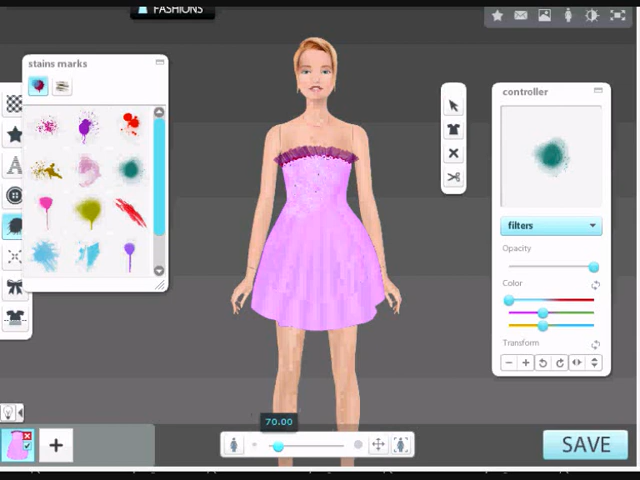 FASHIONS
stains marks
controller
filters
Opacity
Color
Transform
70.00
SAVE